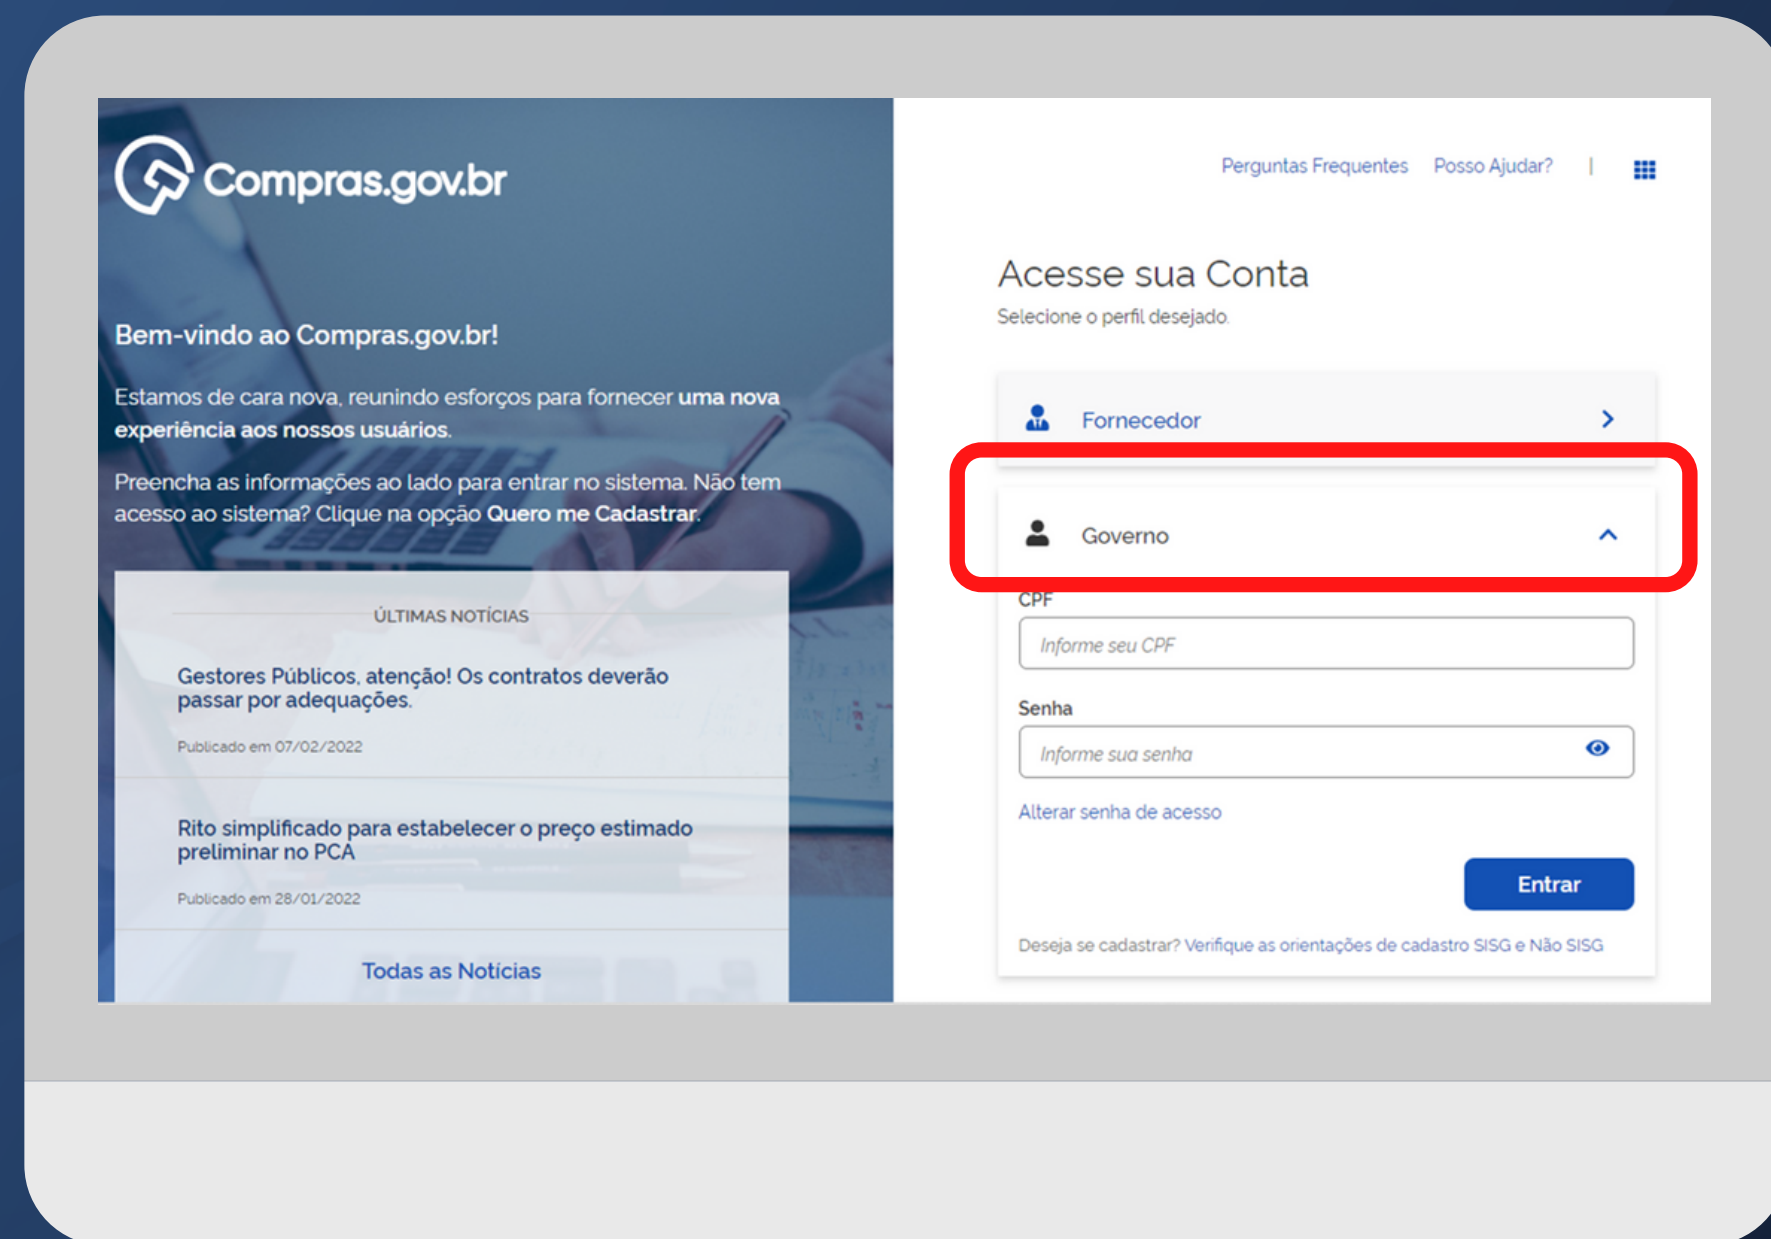 Compras.gov.br
Bem-vindo ao Compras.gov.br!
Estamos de cara nova, reunindo esforços para fornecer uma nova
experiência aos nossos usuários.
Preencha as informações ao lado para entrar no sistema. Não tem
acesso ao sistema? Clique na opção Quero me Cadastrar.
ÚLTIMAS NOTÍCIAS
Gestores Públicos, atenção! Os contratos deverão
passar por adequações.
Publicado em 07/02/2022
Rito simplificado para estabelecer o preço estimado
preliminar no PCA
Publicado em 28/01/2022
Todas as Notícias
Perguntas Frequentes Posso Ajudar? |
Acesse sua Conta
Selecione o perfil desejado.
Fornecedor
Governo
CPF
Informe seu CPF
Senha
Informe sua senha
Alterar senha de acesso
Entrar
Deseja se cadastrar? Verifique as orientações de cadastro SISG e Não SISG